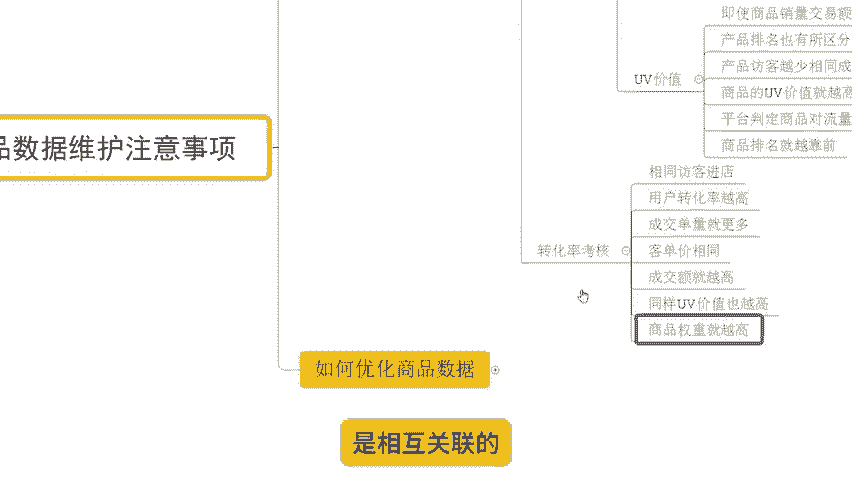 即使商品销量交易额
产品排名也有所区分
产品访客越少相同成
UV价值
商品的UV价值就越高
平台判定商品对流量
商品排名就越靠前
品数据维护注意事项
相同访客进店
用户转化率越高
成交单量就更多
转化率考核
客单价相同
成交额就越高
同样UV价值也越高
商品权重就越高
如何优化商品数据
是相互关联的